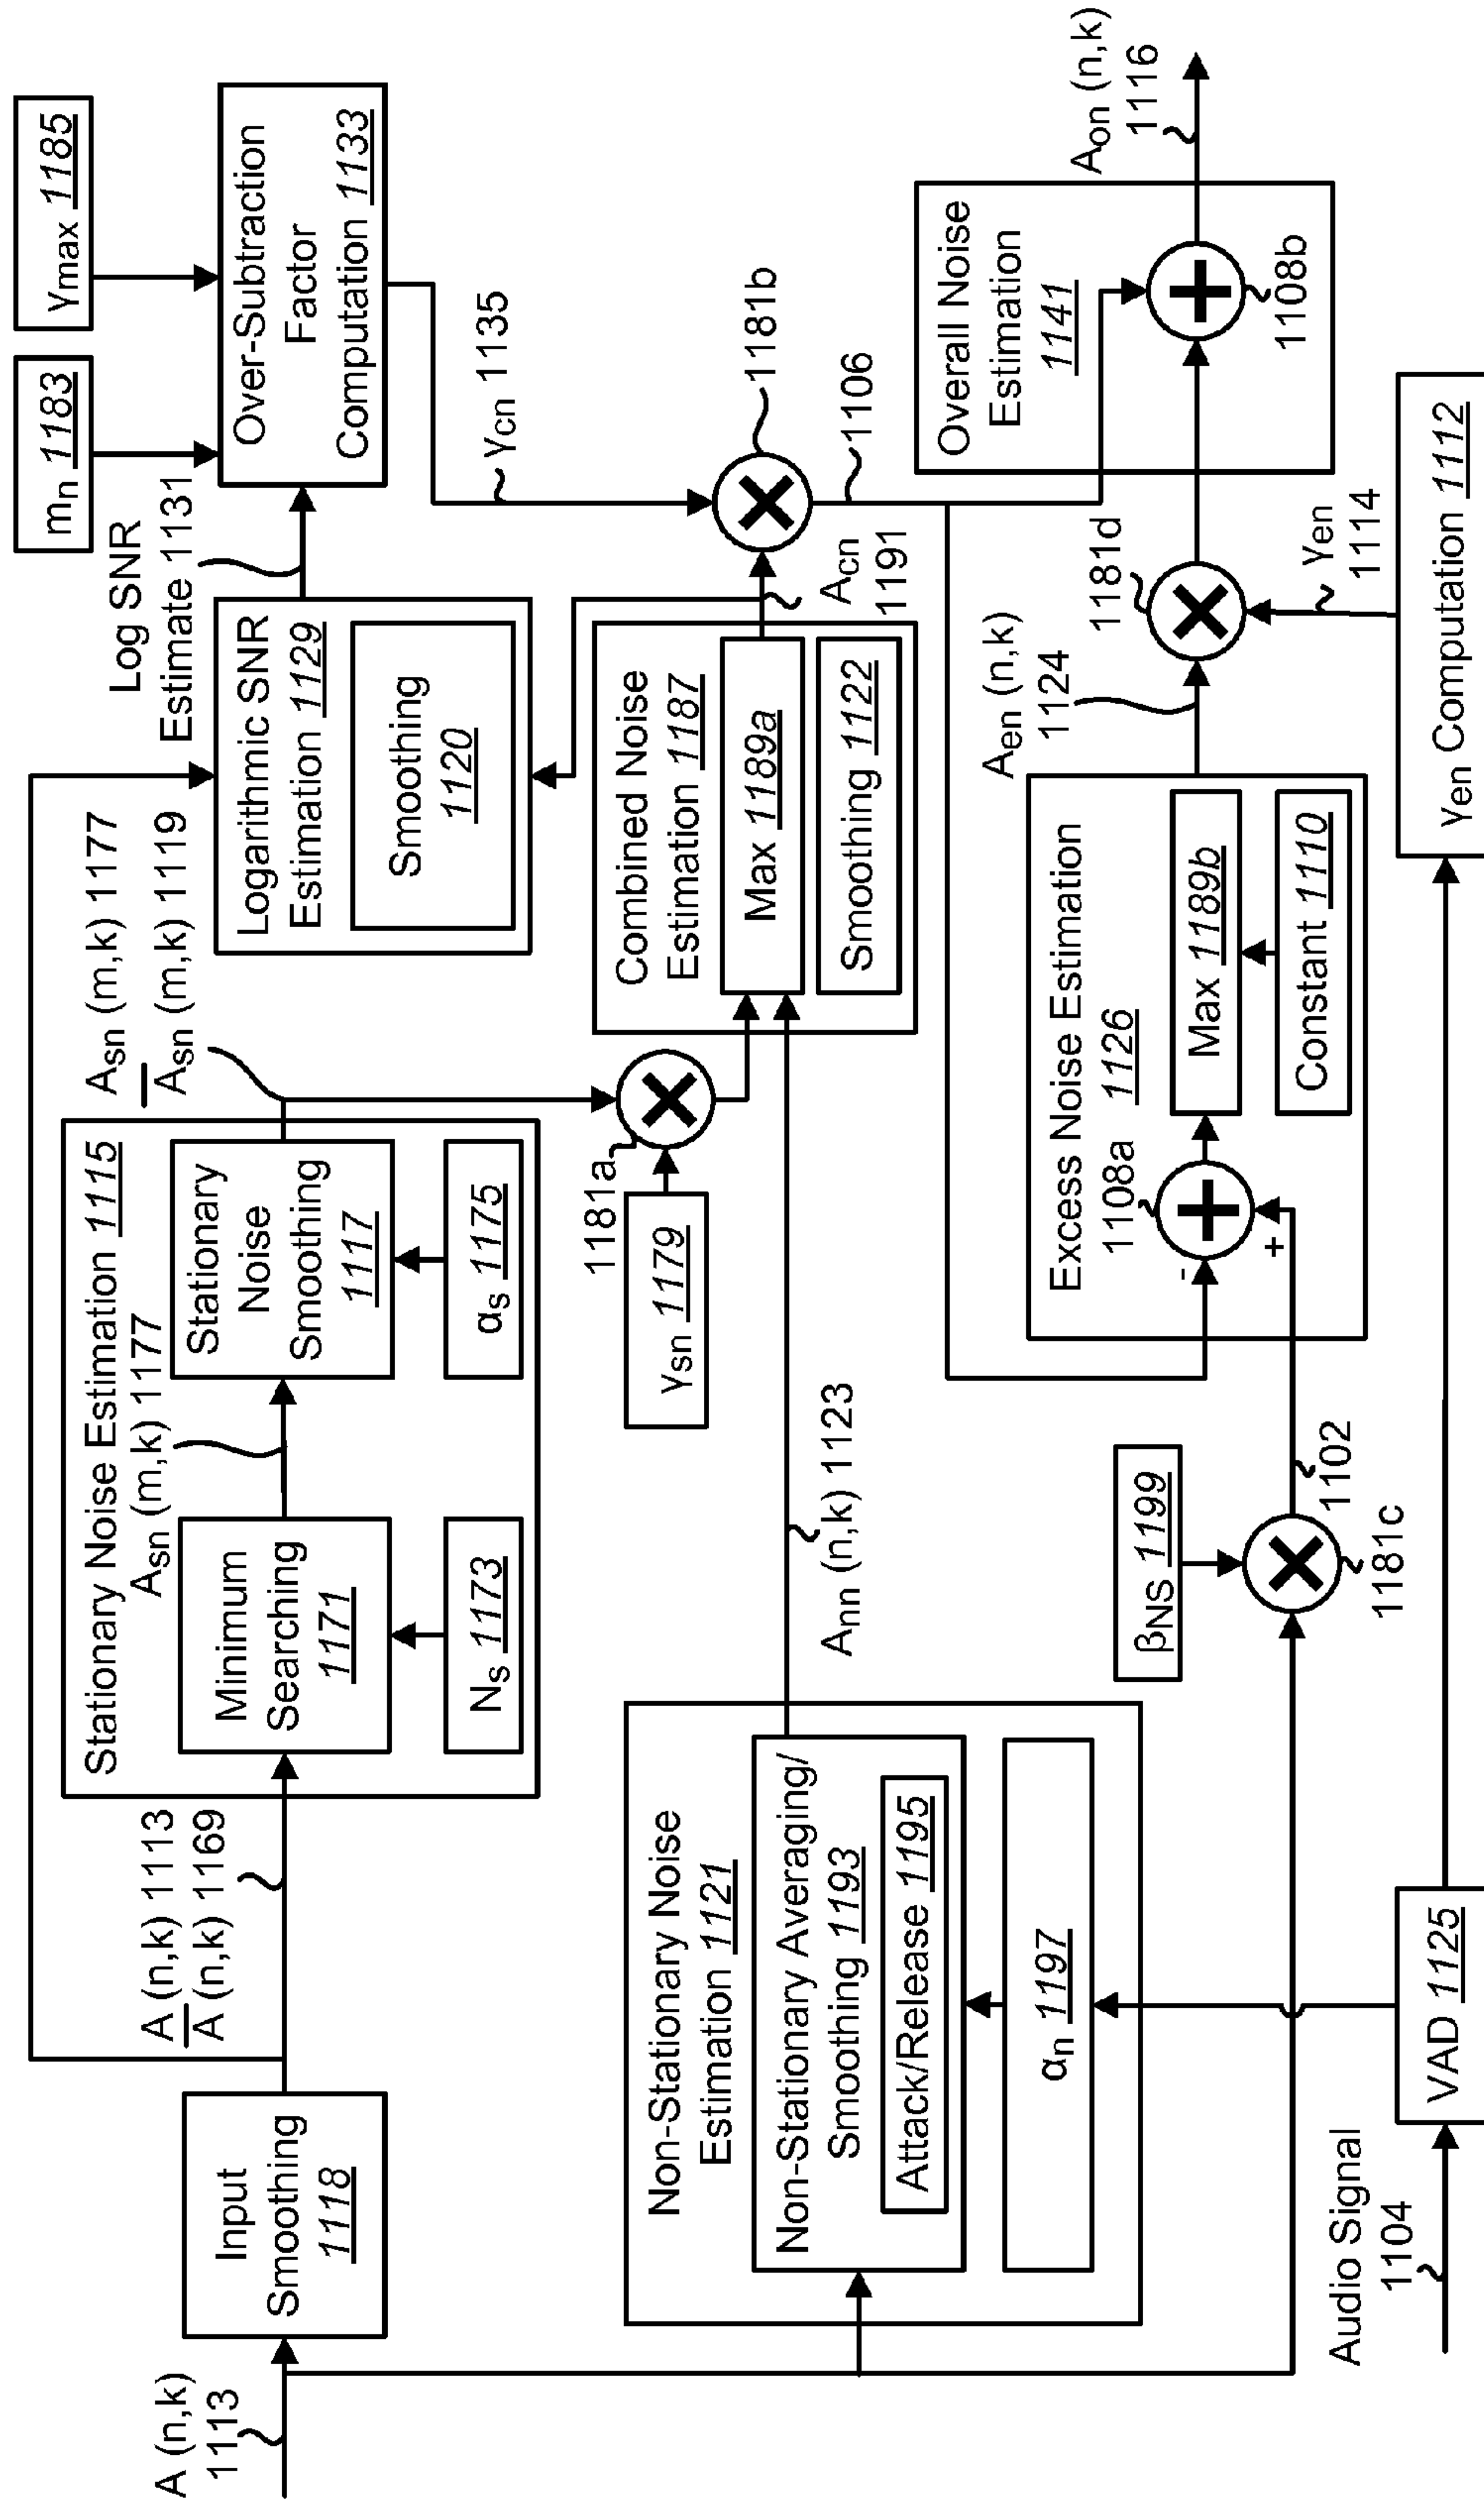 A (n,k)
1113
Input
Smoothing
1118
A (n,k) 1113
A (n,k) 1169
Stationary Noise Estimation 1115
Asn (m,k) 1177
Minimum
Searching
1171
Ns 1173
Stationary
Noise
Smoothing
1117
αs 1175
Asn (m,k) 1177
Asn (m,k) 1119
Log SNR
Estimate 1131
Logarithmic SNR
Estimation 1129
Smoothing
1120
mn 1183
γmax 1185
Over-Subtraction
Factor
Computation 1133
γcn 1135
1181a
γsn 1179
Combined Noise
Estimation 1187
Max 1189a
Smoothing 1122
Acn
1191
1181b
1106
Non-Stationary Noise
Estimation 1121
Non-Stationary Averaging/
Smoothing 1193
Attack/Release 1195
αn 1197
Ann (n,k) 1123
βNS 1199
1102
1181c
Excess Noise Estimation
1126
1108a
-
+
Max 1189b
Constant 1110
Aen (n,k)
1124
1181d
γen
1114
Overall Noise
Estimation
1141
1108b
Aon (n,k)
1116
Audio Signal
1104
VAD 1125
γen Computation 1112